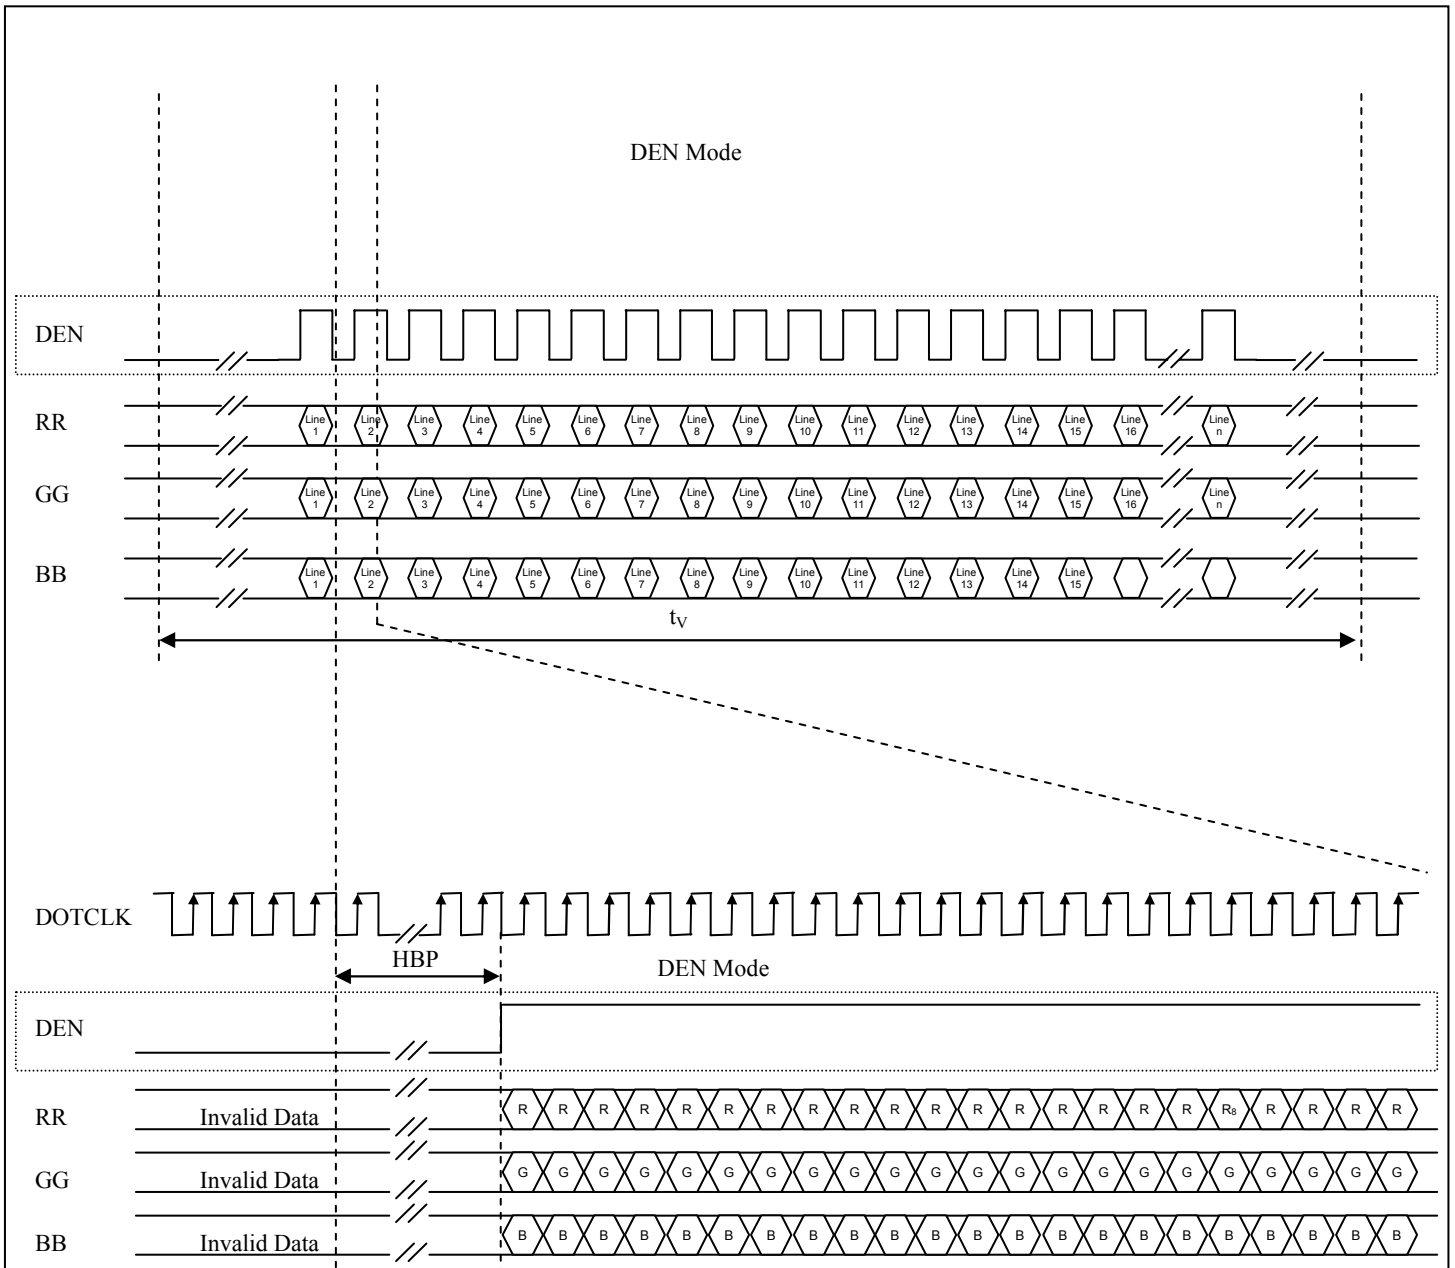 DEN Mode
DEN
RR Line 1 Line 2 Line 3 Line 4 Line 5 Line 6 Line 7 Line 8 Line 9 Line 10 Line 11 Line 12 Line 13 Line 14 Line 15 Line 16 Line n
GG Line 1 Line 2 Line 3 Line 4 Line 5 Line 6 Line 7 Line 8 Line 9 Line 10 Line 11 Line 12 Line 13 Line 14 Line 15 Line 16 Line n
BB Line 1 Line 2 Line 3 Line 4 Line 5 Line 6 Line 7 Line 8 Line 9 Line 10 Line 11 Line 12 Line 13 Line 14 Line 15
tV
DOTCLK
HBP
DEN Mode
DEN
RR Invalid Data R R R R R R R R R R R R R R R R R R8 R R R R
GG Invalid Data G G G G G G G G G G G G G G G G G G G G G G
BB Invalid Data B B B B B B B B B B B B B B B B B B B B B B